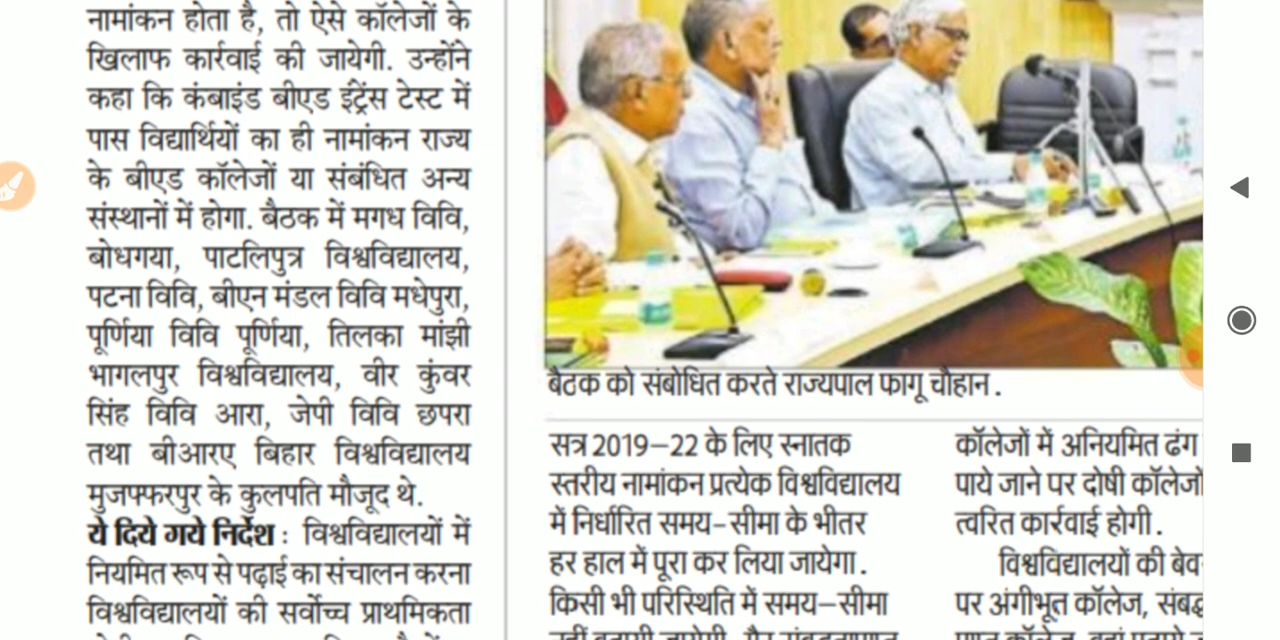 नामांकन होता है, तो ऐसे कॉलेजों के
खिलाफ कार्रवाई की जायेगी. उन्होंने
कहा कि कंबाइंड बीएड इंट्रेंस टेस्ट में
पास विद्यार्थियों का ही नामांकन राज्य
के बीएड कॉलेजों या संबंधित अन्य
संस्थानों में होगा. बैठक में मगध विवि,
बोधगया, पाटलिपुत्र विश्वविद्यालय,
पटना विवि, बीएन मंडल विवि मधेपुरा,
पूर्णिया विवि पूर्णिया, तिलका मांझी
भागलपुर विश्वविद्यालय, वीर कुंवर
सिंह विवि आरा, जेपी विवि छपरा
तथा बीआरए बिहार विश्वविद्यालय
मुजफ्फरपुर के कुलपति मौजूद थे.
ये दिये गये निर्देश : विश्वविद्यालयों में
नियमित रूप से पढ़ाई का संचालन करना
विश्वविद्यालयों की सर्वोच्च प्राथमिकता
बैठक को संबोधित करते राज्यपाल फागू चौहान.
सत्र 2019–22 के लिए स्नातक
स्तरीय नामांकन प्रत्येक विश्वविद्यालय
में निर्धारित समय-सीमा के भीतर
हर हाल में पूरा कर लिया जायेगा.
किसी भी परिस्थिति में समय–सीमा
कॉलेजों में अनियमित ढंग
पाये जाने पर दोषी कॉलेजों
त्वरित कार्रवाई होगी.
विश्वविद्यालयों की बेव
पर अंगीभूत कॉलेज, संबद्ध